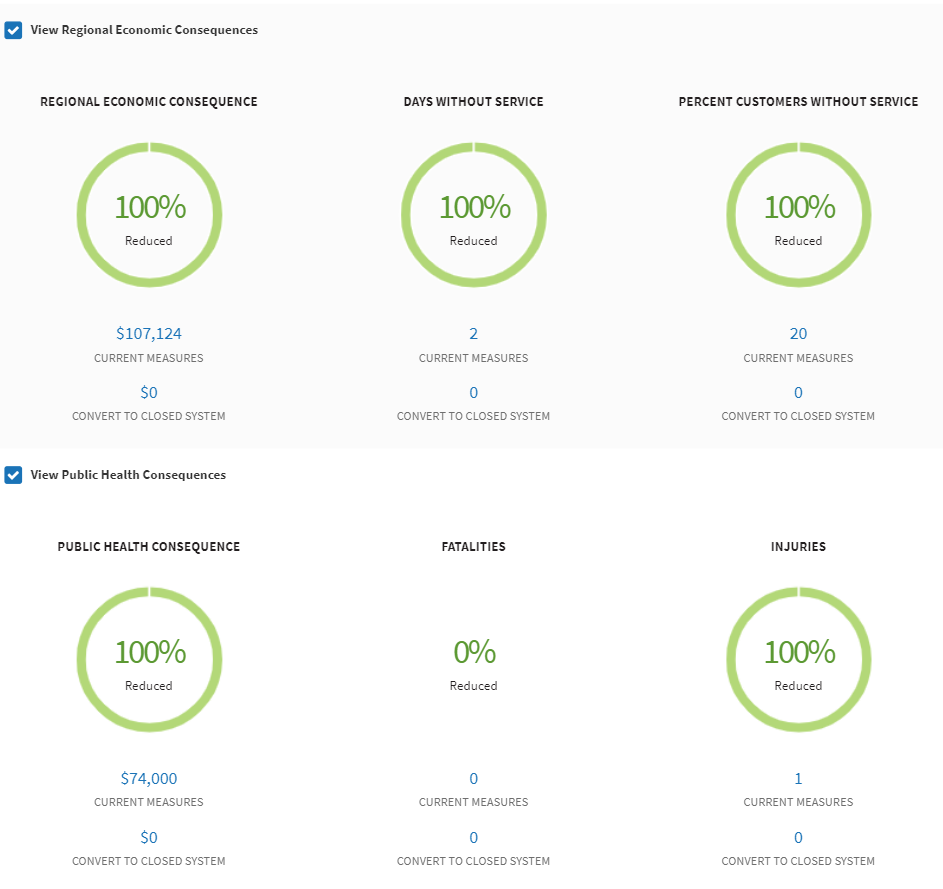 View Regional Economic Consequences
REGIONAL ECONOMIC CONSEQUENCE
DAYS WITHOUT SERVICE
PERCENT CUSTOMERS WITHOUT SERVICE
100%
100%
100%
Reduced
Reduced
Reduced
$107,124
2
20
CURRENT MEASURES
CURRENT MEASURES
CURRENT MEASURES
$0
0
0
CONVERT TO CLOSED SYSTEM
CONVERT TO CLOSED SYSTEM
CONVERT TO CLOSED SYSTEM
View Public Health Consequences
PUBLIC HEALTH CONSEQUENCE
FATALITIES
INJURIES
100%
0%
100%
Reduced
Reduced
Reduced
$74,000
0
1
CURRENT MEASURES
CURRENT MEASURES
CURRENT MEASURES
$0
0
0
CONVERT TO CLOSED SYSTEM
CONVERT TO CLOSED SYSTEM
CONVERT TO CLOSED SYSTEM